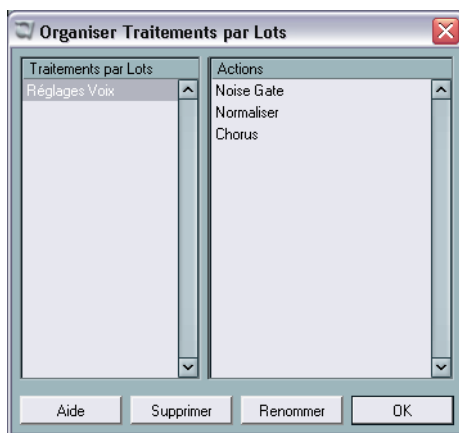 Organiser Traitements par Lots
Traitements par Lots
Réglages Voix
Actions
Noise Gate
Normaliser
Chorus
Aide
Supprimer
Renommer
OK